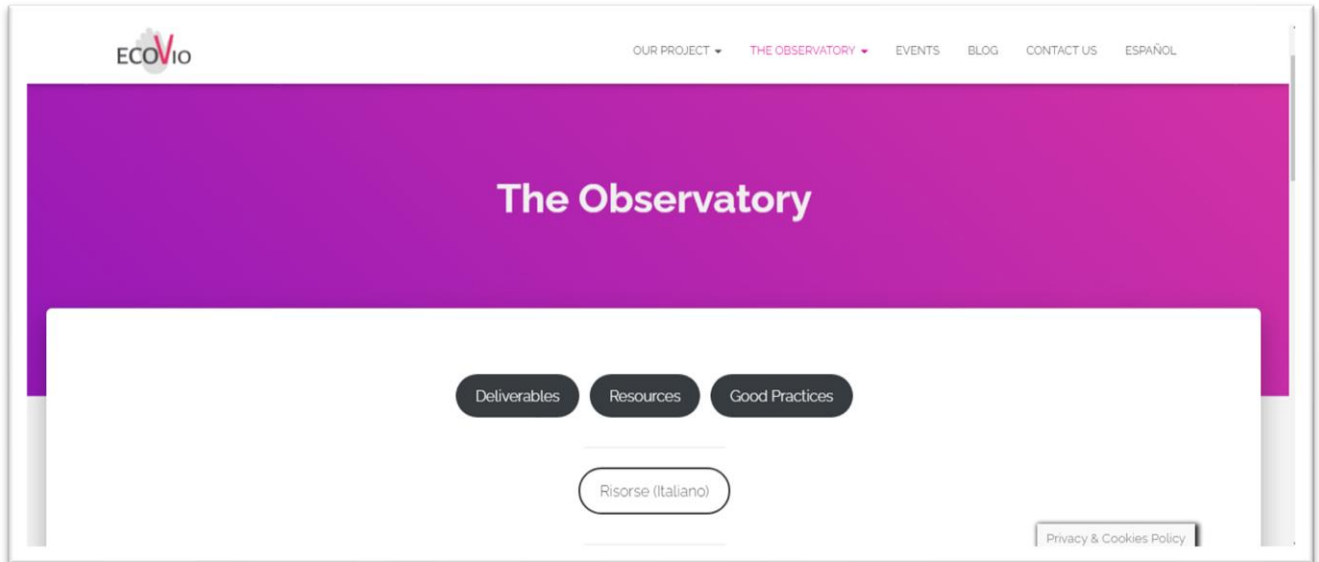 ECOVIO
OUR PROJECT THE OBSERVATORY EVENTS BLOG CONTACT US ESPAÑOL
The Observatory
Deliverables Resources Good Practices
Risorse (Italiano)
Privacy & Cookies Policy